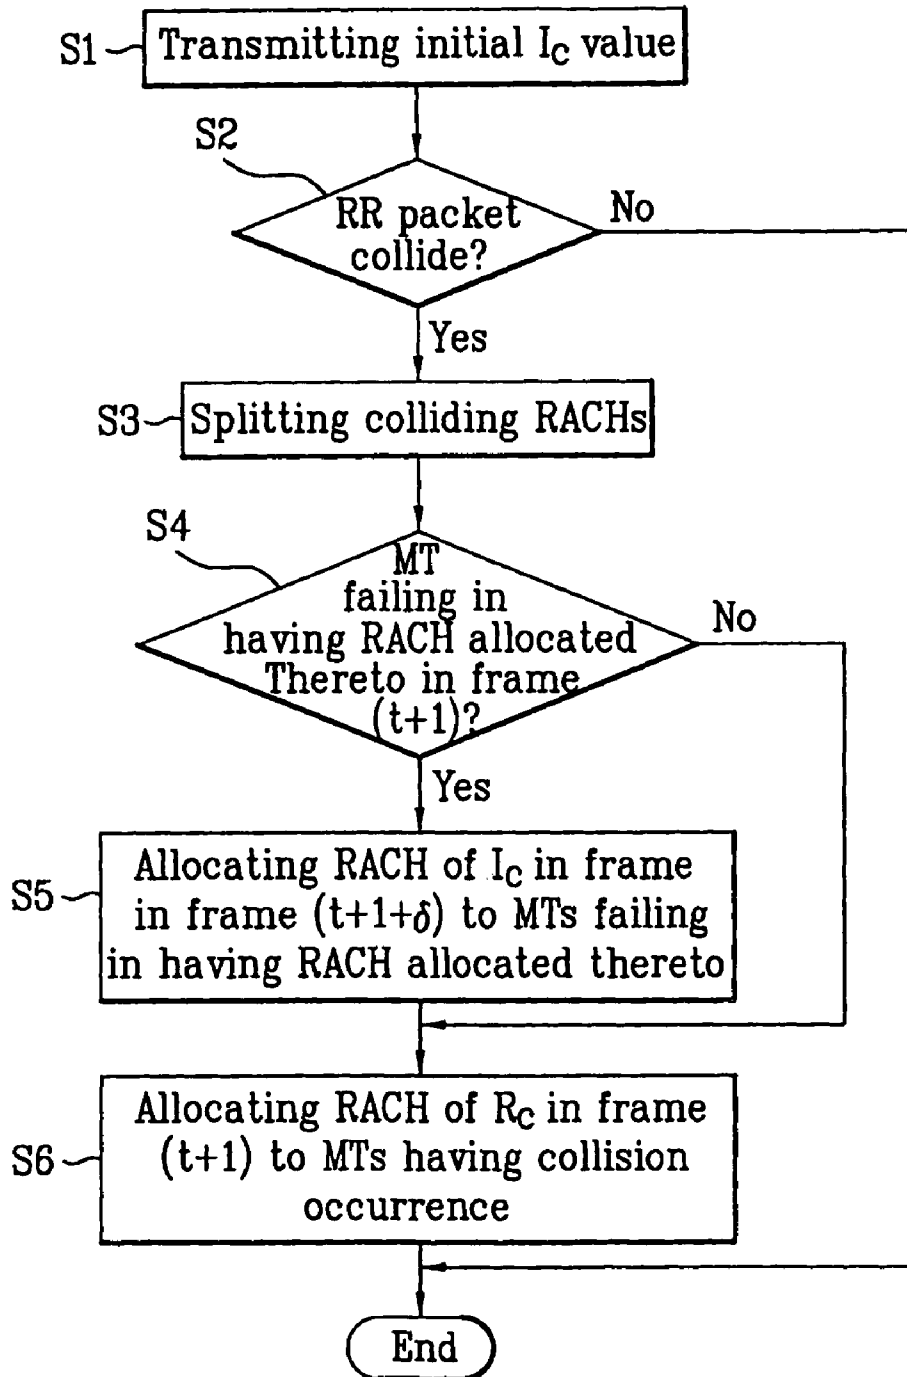 S1
Transmitting initial I_C value
S2
RR packet
collide?
No
Yes
S3
Splitting colliding RACHs
S4
MT
failing in
having RACH allocated
Thereto in frame
(t+1)?
No
Yes
S5
Allocating RACH of I_C in frame
in frame (t+1+δ) to MTs failing
in having RACH allocated thereto
S6
Allocating RACH of R_C in frame
(t+1) to MTs having collision
occurrence
End